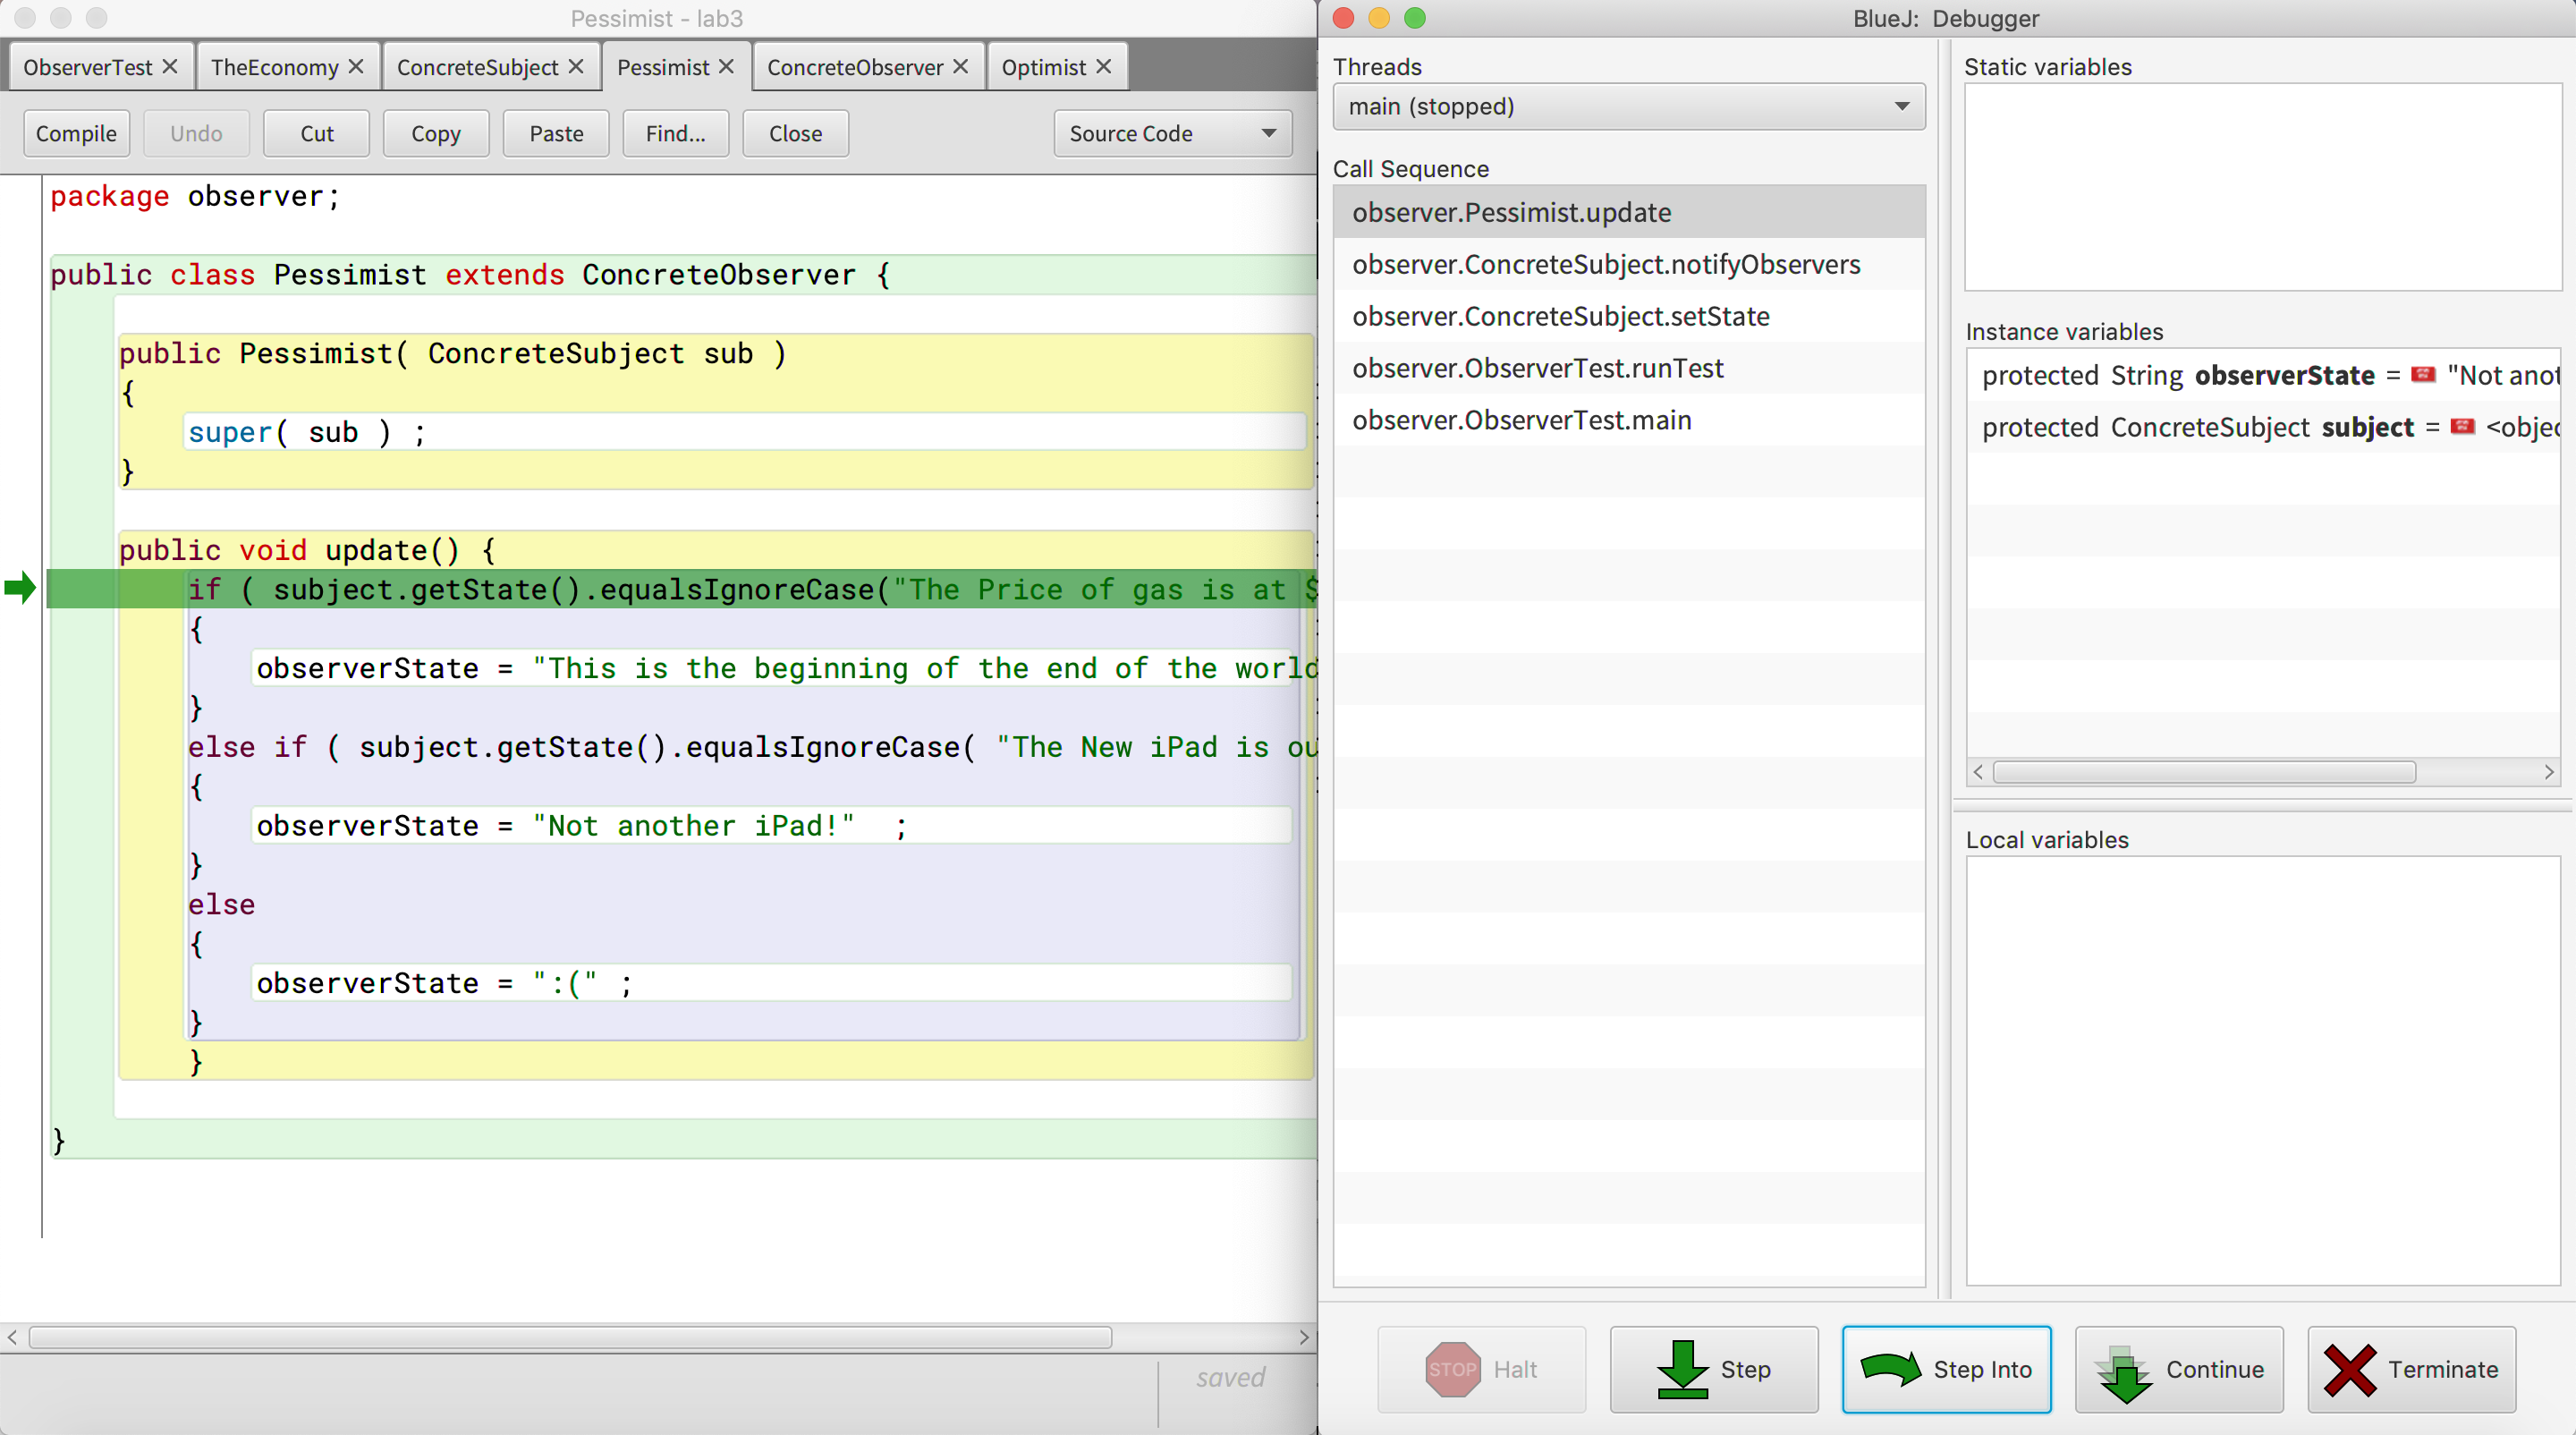 Pessimist - lab3
ObserverTest TheEconomy ConcreteSubject Pessimist ConcreteObserver Optimist
Compile Undo Cut Copy Paste Find... Close Source Code
package observer;
public class Pessimist extends ConcreteObserver {
public Pessimist( ConcreteSubject sub )
{
super( sub ) ;
}
public void update() {
if ( subject.getState().equalsIgnoreCase("The Price of gas is at $
{
observerState = "This is the beginning of the end of the world
}
else if ( subject.getState().equalsIgnoreCase( "The New iPad is ou
{
observerState = "Not another iPad!"  ;
}
else
{
observerState = ":(" ;
}
}
}
saved
BlueJ: Debugger
Threads
main (stopped)
Call Sequence
observer.Pessimist.update
observer.ConcreteSubject.notifyObservers
observer.ConcreteSubject.setState
observer.ObserverTest.runTest
observer.ObserverTest.main
Static variables
Instance variables
protected String observerState = "Not anot
protected ConcreteSubject subject = <objec
Local variables
STOP Halt Step Step Into Continue Terminate